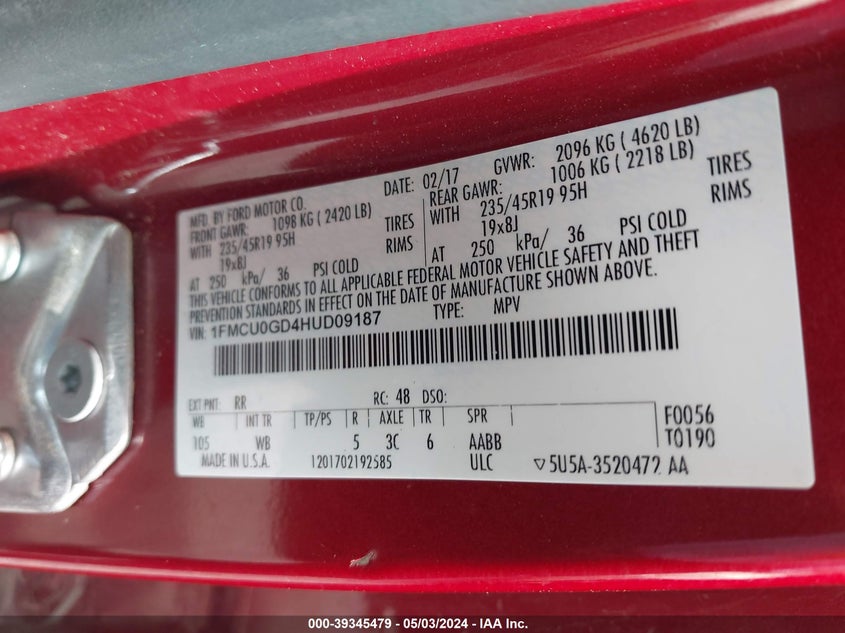 MFD. BY FORD MOTOR CO. DATE: 02/17 GVWR: 2096 KG ( 4620 LB)
FRONT GAWR: 1098 KG ( 2420 LB) REAR GAWR: 1006 KG ( 2218 LB)
WITH 235/45R19 95H TIRES WITH 235/45R19 95H TIRES
19x8J RIMS 19x8J RIMS
AT 250 kPa/ 36 PSI COLD AT 250 kPa/ 36 PSI COLD
THIS VEHICLE CONFORMS TO ALL APPLICABLE FEDERAL MOTOR VEHICLE SAFETY AND THEFT
PREVENTION STANDARDS IN EFFECT ON THE DATE OF MANUFACTURE SHOWN ABOVE.
VIN: 1FMCU0GD4HUD09187 TYPE: MPV
EXT PNT: RR RC: 48 DSO:
WB INT TR TP/PS R AXLE TR SPR F0056
105 WB 5 3C 6 AABB T0190
MADE IN U.S.A. 1201702192585 ULC ▽5U5A-3520472 AA
000-39345479 — 05/03/2024 — IAA Inc.